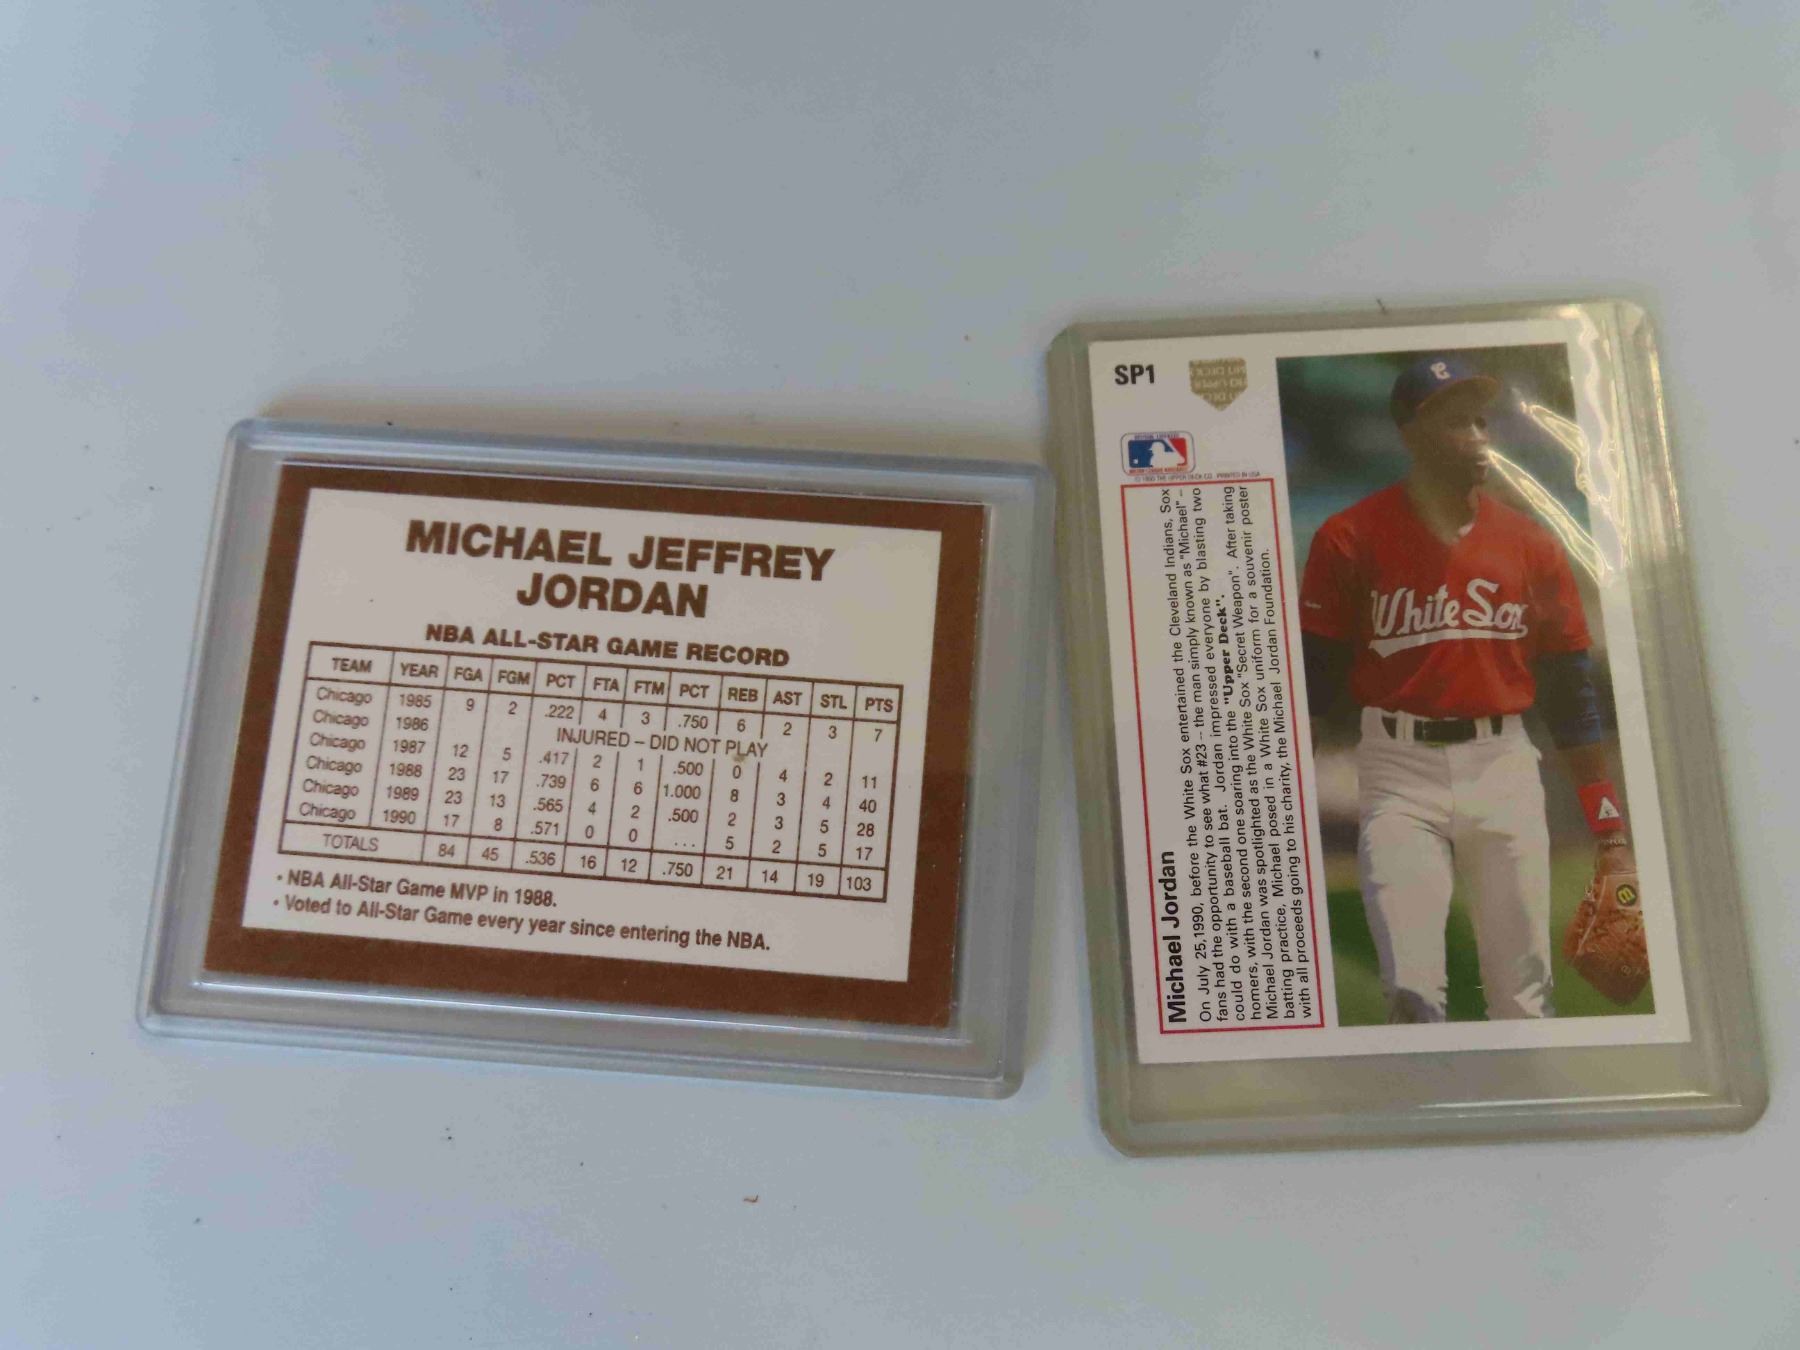 MICHAEL JEFFREY
JORDAN
NBA ALL-STAR GAME RECORD
TEAM YEAR FGA FGM PCT FTA FTM PCT REB AST STL PTS
Chicago 1985 9 2 .222 4 3 .750 6 2 3 7
Chicago 1986 INJURED – DID NOT PLAY
Chicago 1987 12 5 .417 2 1 .500 0 4 2 11
Chicago 1988 23 17 .739 6 6 1.000 8 3 4 40
Chicago 1989 23 13 .565 4 2 .500 2 3 5 28
Chicago 1990 17 8 .571 0 0 ... 5 2 5 17
TOTALS 84 45 .536 16 12 .750 21 14 19 103
• NBA All-Star Game MVP in 1988.
• Voted to All-Star Game every year since entering the NBA.
SP1
© 1990 THE UPPER DECK CO. PRINTED IN USA
Michael Jordan
On July 25,1990, before the White Sox entertained the Cleveland Indians, Sox
fans had the opportunity to see what #23 -- the man simply known as "Michael" --
could do with a baseball bat. Jordan impressed everyone by blasting two
homers, with the second one soaring into the "Upper Deck".
Michael Jordan was spotlighted as the White Sox "Secret Weapon". After taking
batting practice, Michael posed in a White Sox uniform for a souvenir poster
with all proceeds going to his charity, the Michael Jordan Foundation.
White Sox